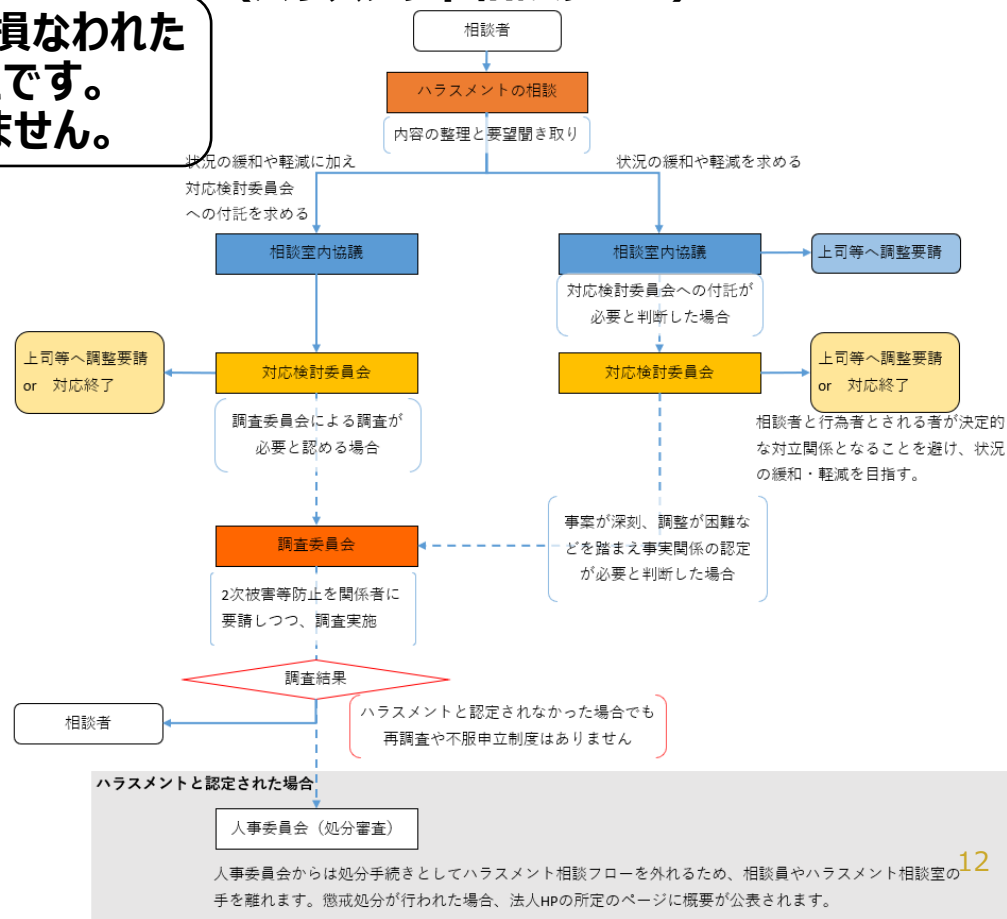 損なわれた
です。
ません。
相談者
ハラスメントの相談
内容の整理と要望聞き取り
状況の緩和や軽減に加え
対応検討委員会
への付託を求める
状況の緩和や軽減を求める
相談室内協議
相談室内協議
上司等へ調整要請
対応検討委員会への付託が
必要と判断した場合
上司等へ調整要請
or 対応終了
対応検討委員会
対応検討委員会
上司等へ調整要請
or 対応終了
調査委員会による調査が
必要と認める場合
相談者と行為者とされる者が決定的
な対立関係となることを避け、状況
の緩和・軽減を目指す。
調査委員会
事案が深刻、調整が困難な
どを踏まえ事実関係の認定
が必要と判断した場合
2次被害等防止を関係者に
要請しつつ、調査実施
調査結果
相談者
ハラスメントと認定されなかった場合でも
再調査や不服申立制度はありません
ハラスメントと認定された場合
人事委員会（処分審査）
人事委員会からは処分手続きとしてハラスメント相談フローを外れるため、相談員やハラスメント相談室の
手を離れます。懲戒処分が行われた場合、法人HPの所定のページに概要が公表されます。
12